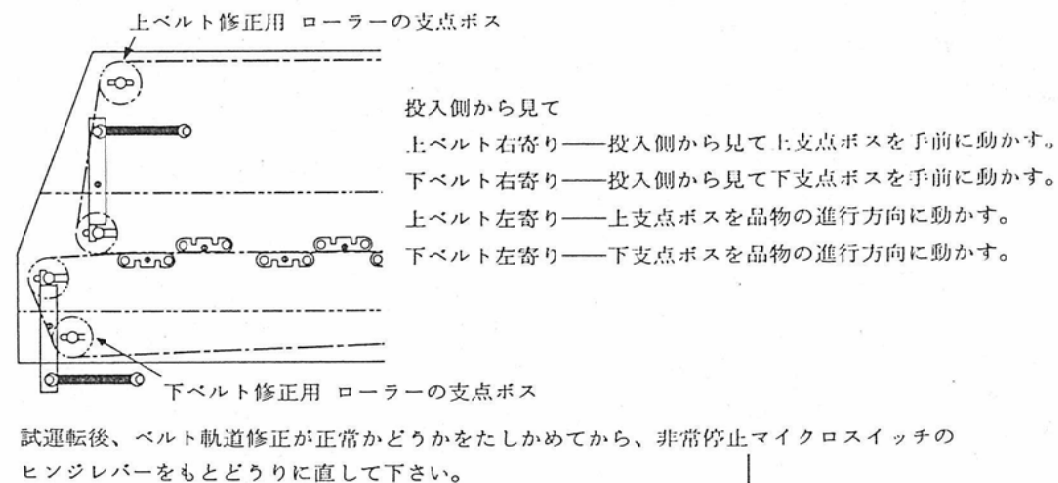 上ベルト修正用 ローラーの支点ボス
投入側から見て
上ベルト右寄り──投入側から見て上支点ボスを手前に動かす。
下ベルト右寄り──投入側から見て下支点ボスを手前に動かす。
上ベルト左寄り──上支点ボスを品物の進行方向に動かす。
下ベルト左寄り──下支点ボスを品物の進行方向に動かす。
下ベルト修正用 ローラーの支点ボス
試運転後、ベルト軌道修正が正常かどうかをたしかめてから、非常停止マイクロスイッチの
ヒンジレバーをもとどうりに直して下さい。